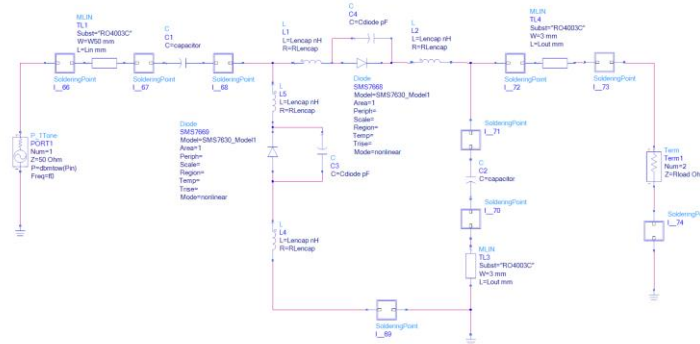 MLIN
TL1
Subst="RO4003C"
W=W50 mm
L=Lin mm
C
C1
C=capacitor
L
L1
L=Lencap nH
R=RLencap
C
C4
C=Cdiode pF
L
L2
L=Lencap nH
R=RLencap
MLIN
TL4
Subst="RO4003C"
W=3 mm
L=Lout mm
SolderingPoint
I__66
SolderingPoint
I__67
SolderingPoint
I__68
Diode
SMS7668
Model=SMS7630_Model1
Area=1
Periph=
Scale=
Region=
Temp=
Trise=
Mode=nonlinear
SolderingPoint
I__72
SolderingPoint
I__73
L
L5
L=Lencap nH
R=RLencap
Diode
SMS7669
Model=SMS7630_Model1
Area=1
Periph=
Scale=
Region=
Temp=
Trise=
Mode=nonlinear
C
C3
C=Cdiode pF
SolderingPoint
I__71
C
C2
C=capacitor
SolderingPoint
I__70
P_1Tone
PORT1
Num=1
Z=50 Ohm
P=dbmtow(Pin)
Freq=f0
Term
Term1
Num=2
Z=Rload Oh
L
L4
L=Lencap nH
R=RLencap
MLIN
TL3
Subst="RO4003C"
W=3 mm
L=Lout mm
I__74
SolderingPoint
I__69